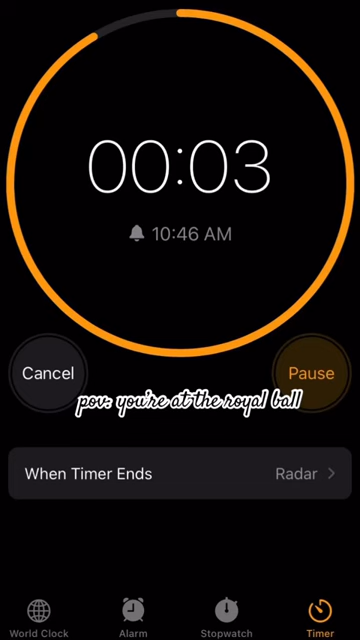 00:03
10:46 AM
Cancel
Pause
pov: you're at the royal ball
When Timer Ends
Radar
World Clock
Alarm
Stopwatch
Timer